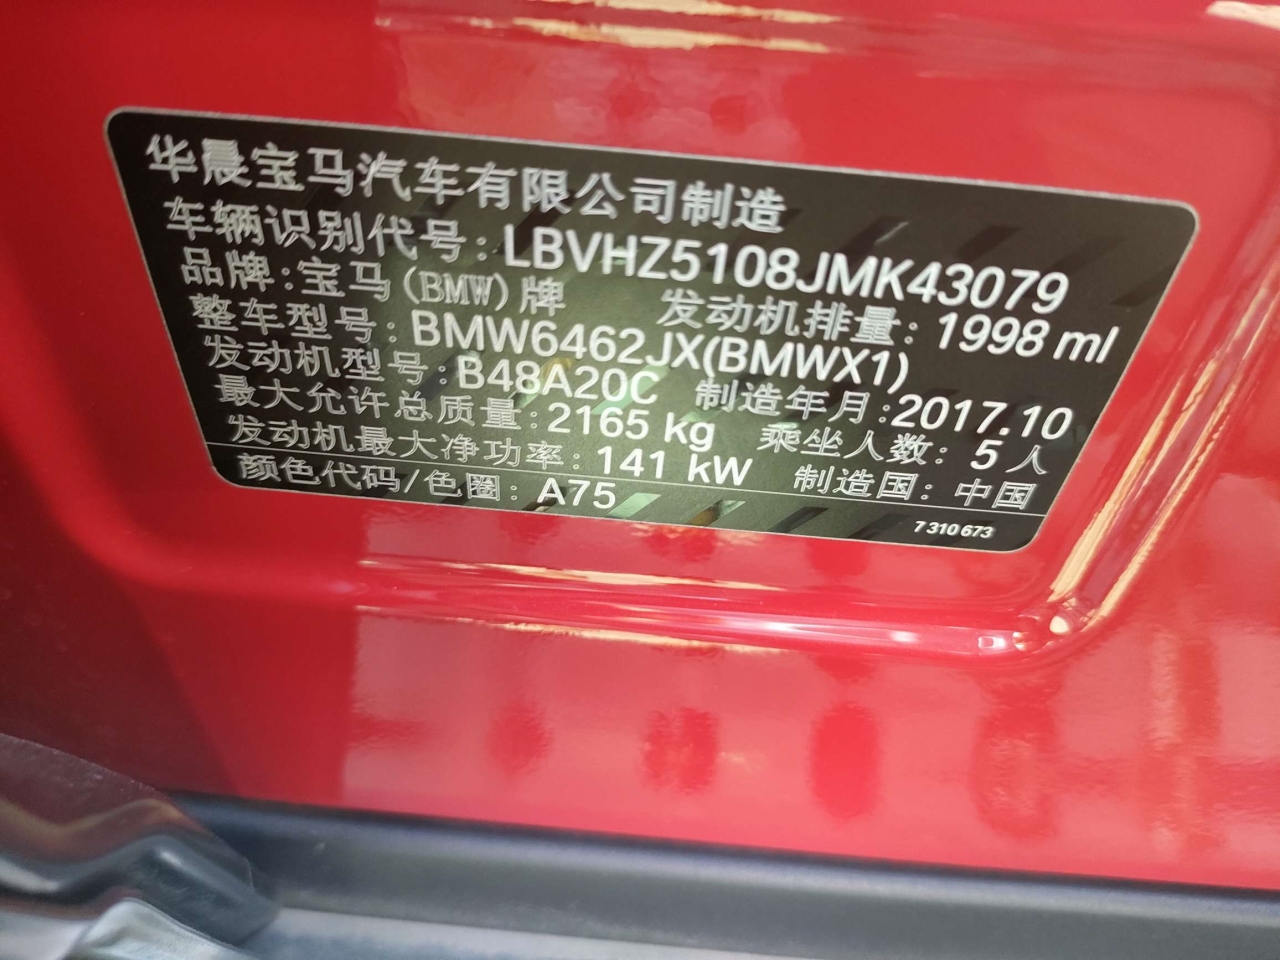 华晨宝马汽车有限公司制造
车辆识别代号: LBVHZ5108JMK43079
品牌: 宝马(BMW)牌 发动机排量: 1998 ml
整车型号: BMW6462JX(BMWX1)
发动机型号: B48A20C 制造年月: 2017.10
最大允许总质量: 2165 kg 乘坐人数: 5 人
发动机最大净功率: 141 kW 制造国: 中国
颜色代码/色圈: A75
7 310 673